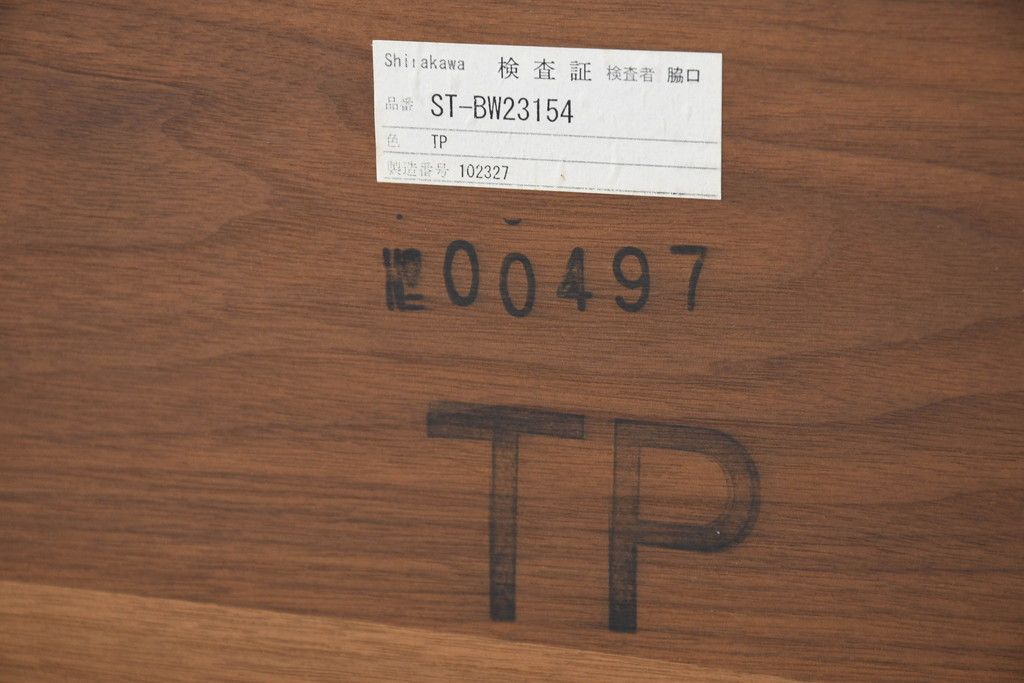 Shirakawa 検査証 検査者 脇口
品番 ST-BW23154
色 TP
製造番号 102327
№00497
TP